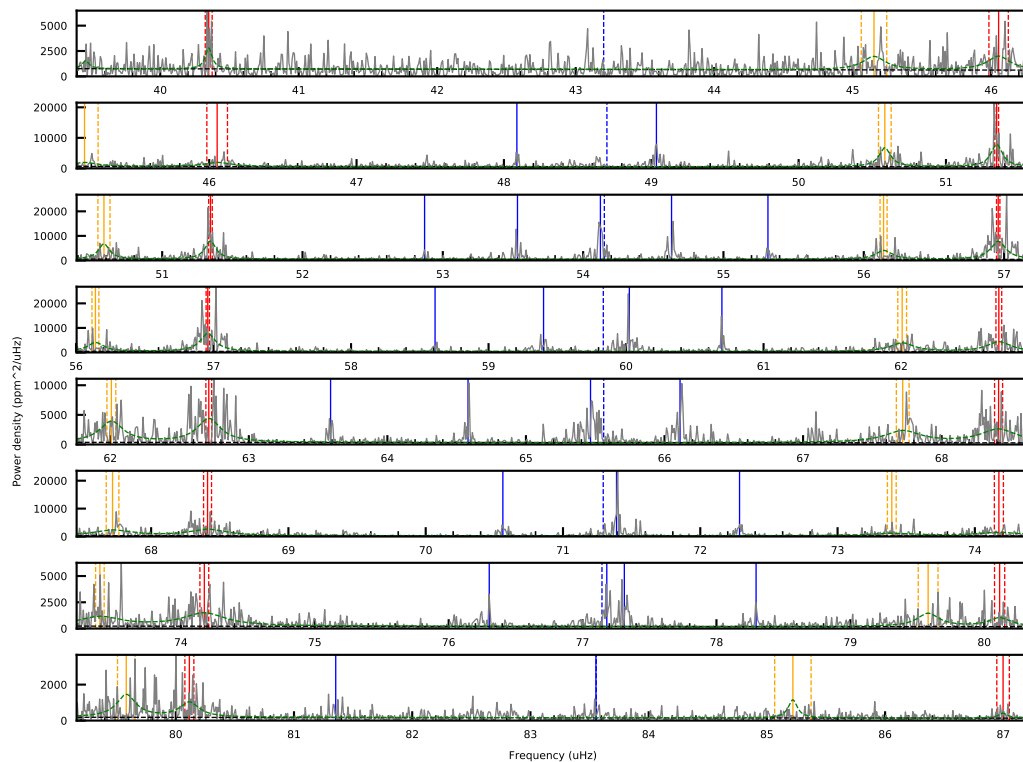 5000
2500
0
40 41 42 43 44 45 46
20000
10000
0
46 47 48 49 50 51
20000
10000
0
51 52 53 54 55 56 57
20000
10000
0
56 57 58 59 60 61 62
10000
5000
0
62 63 64 65 66 67 68
20000
10000
0
68 69 70 71 72 73 74
5000
2500
0
74 75 76 77 78 79 80
2000
0
80 81 82 83 84 85 86 87
Power density (ppm^2/uHz)
Frequency (uHz)